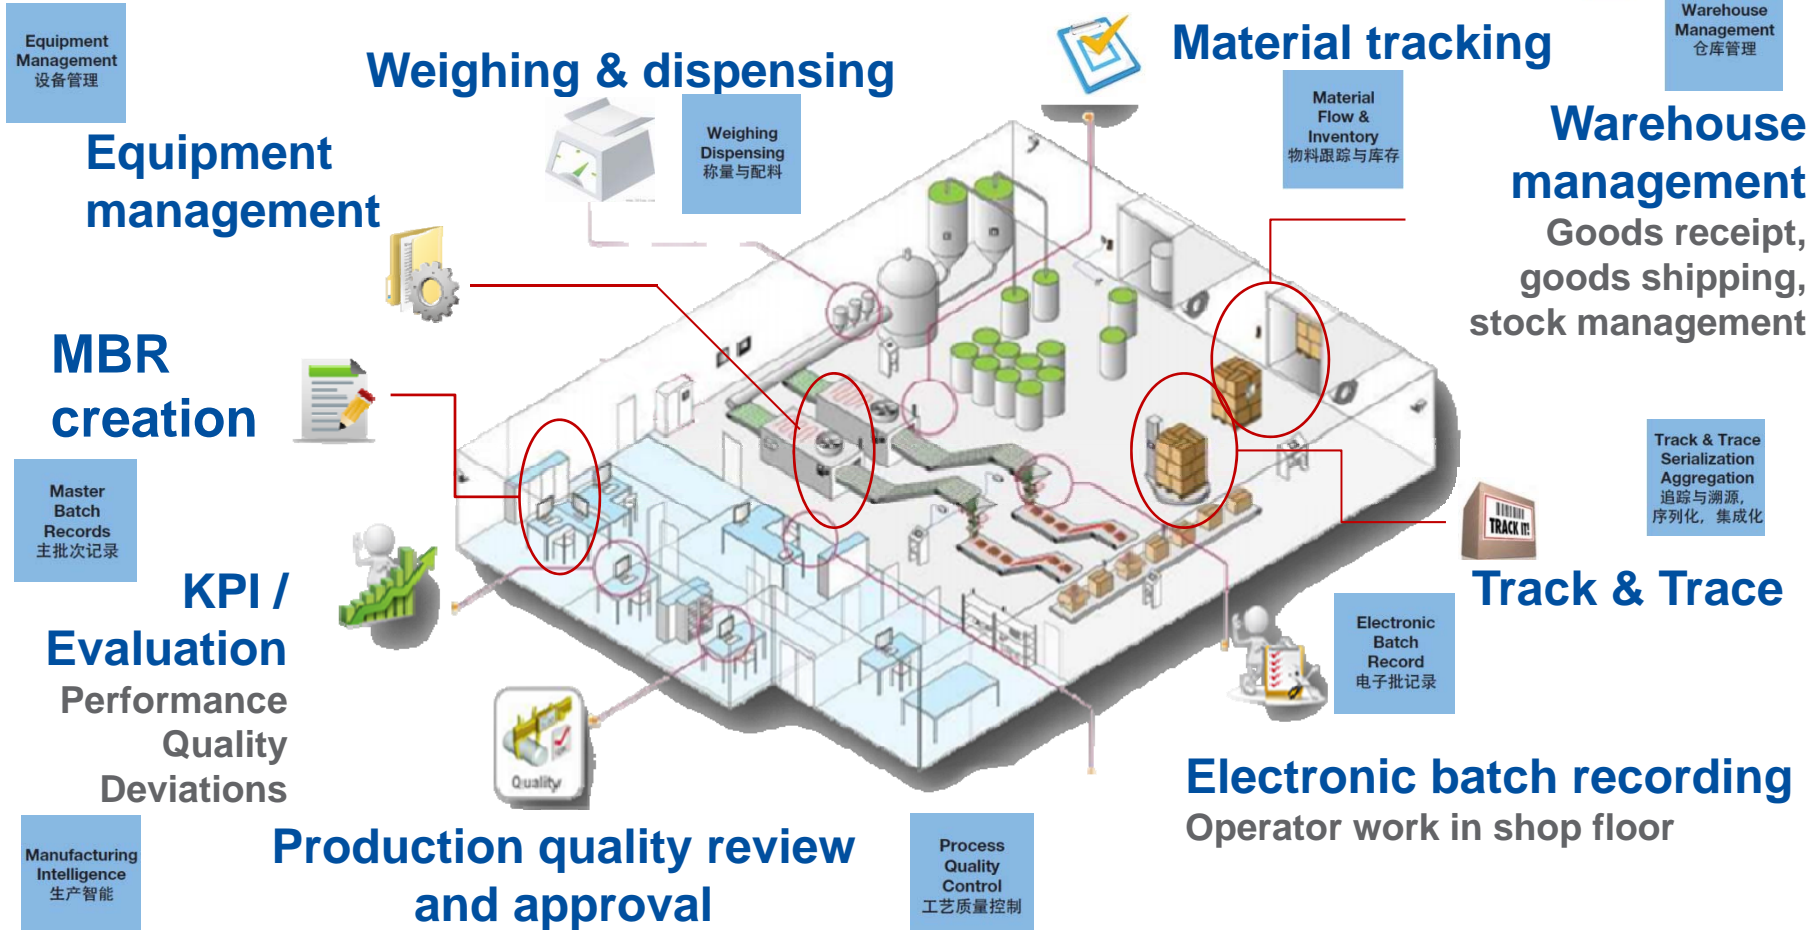 Equipment
Management
设备管理
Weighing & dispensing
Material tracking
Warehouse
Management
仓库管理
Equipment
management
Weighing
Dispensing
称量与配料
Material
Flow &
Inventory
物料跟踪与库存
Warehouse
management
Goods receipt,
goods shipping,
stock management
MBR
creation
Master
Batch
Records
主批次记录
Track & Trace
Serialization
Aggregation
追踪与溯源,
序列化, 集成化
TRACK IT!
Track & Trace
KPI /
Evaluation
Performance
Quality
Deviations
Electronic
Batch
Record
电子批记录
Quality
Electronic batch recording
Operator work in shop floor
Manufacturing
Intelligence
生产智能
Production quality review
and approval
Process
Quality
Control
工艺质量控制